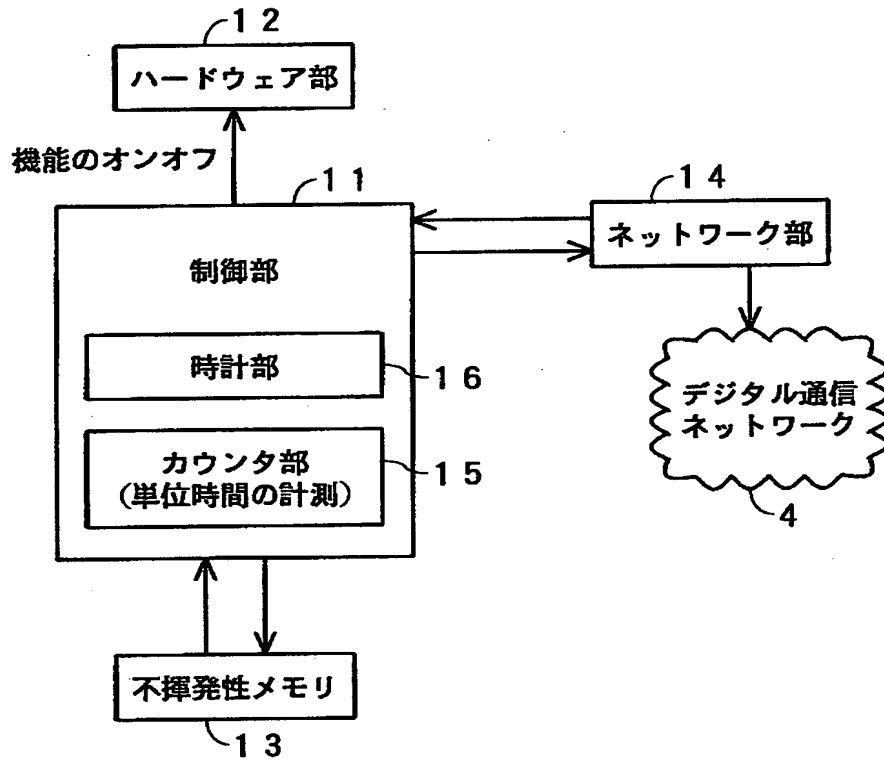 １２
ハードウェア部
機能のオンオフ
１１
１４
ネットワーク部
制御部
時計部
１６
デジタル通信
ネットワーク
カウンタ部
（単位時間の計測）
１５
４
不揮発性メモリ
１３